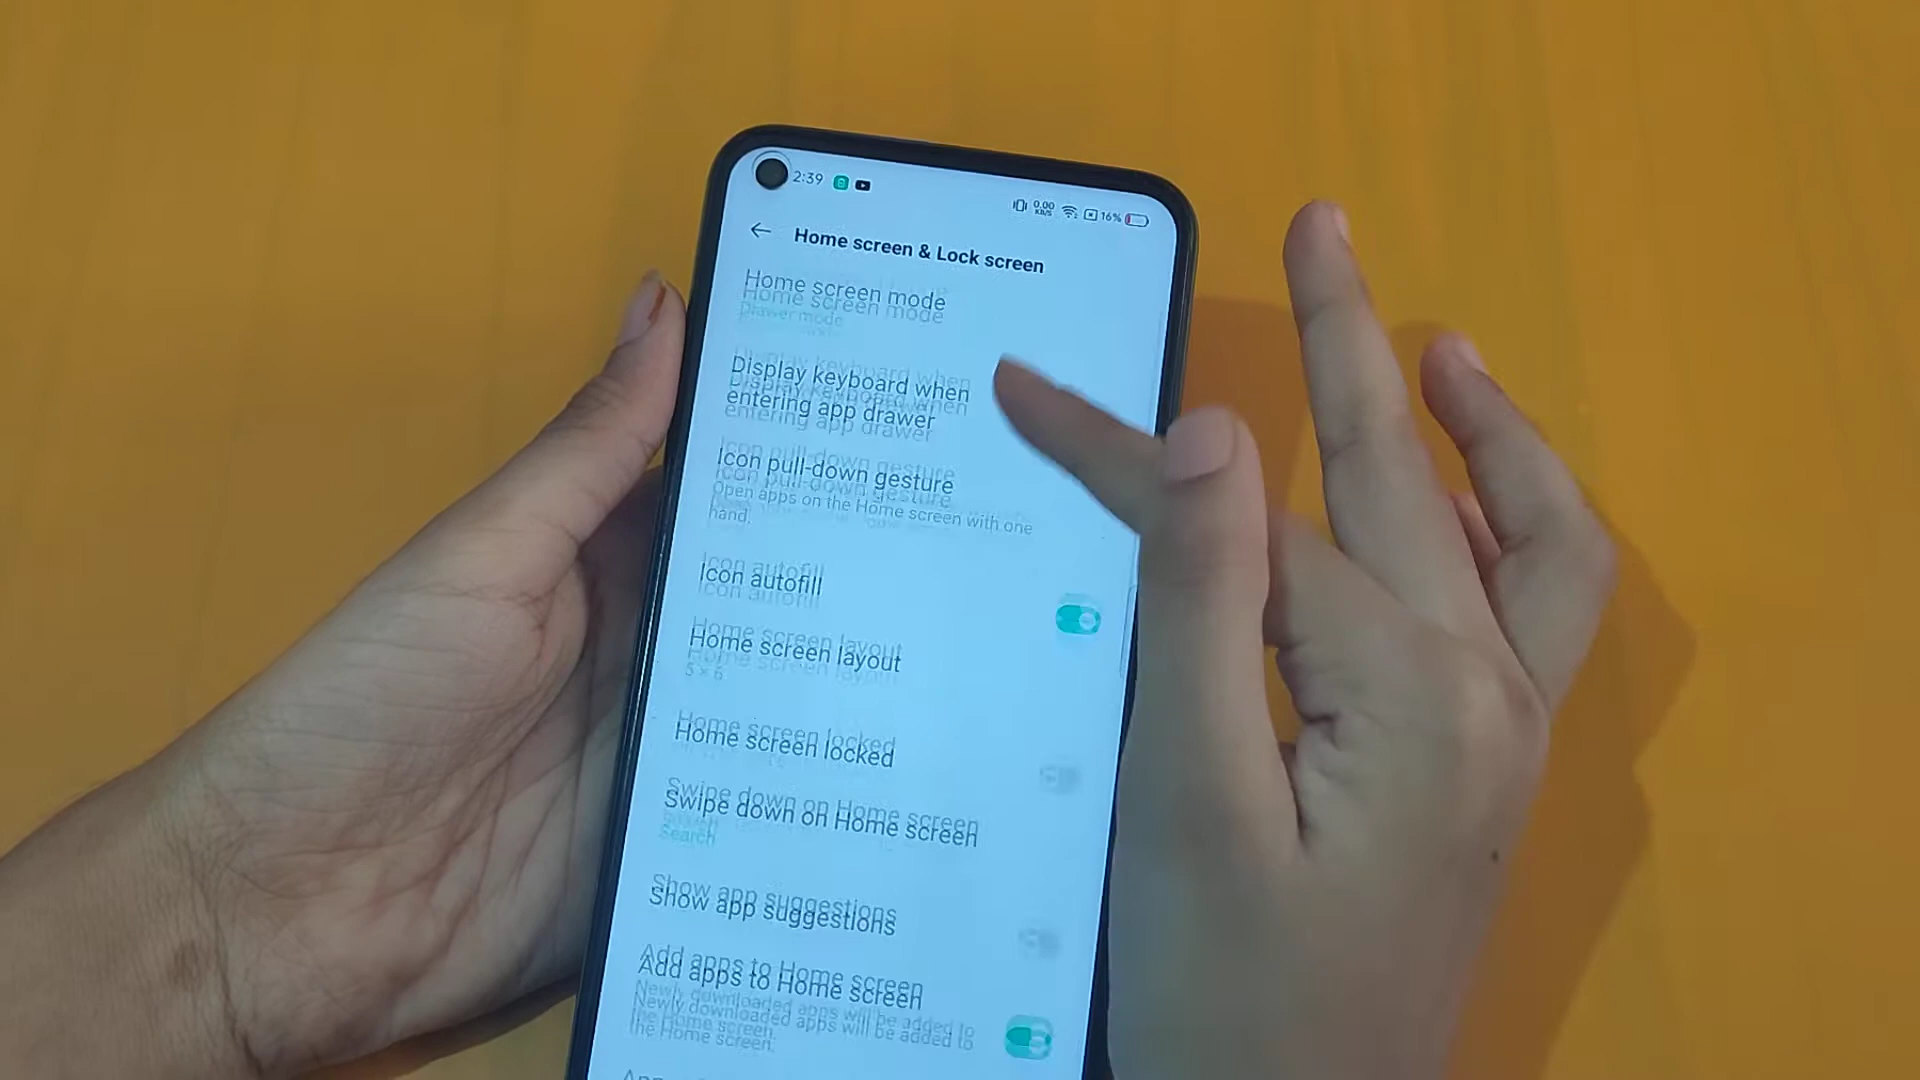 2:39
0.00
KB/S
16%
Home screen & Lock screen
Home screen mode
Drawer mode
Display keyboard when
entering app drawer
Icon pull-down gesture
Open apps on the Home screen with one
hand.
Icon autofill
Home screen layout
5 × 6
Home screen locked
Swipe down on Home screen
Search
Show app suggestions
Add apps to Home screen
Newly downloaded apps will be added to
the Home screen.